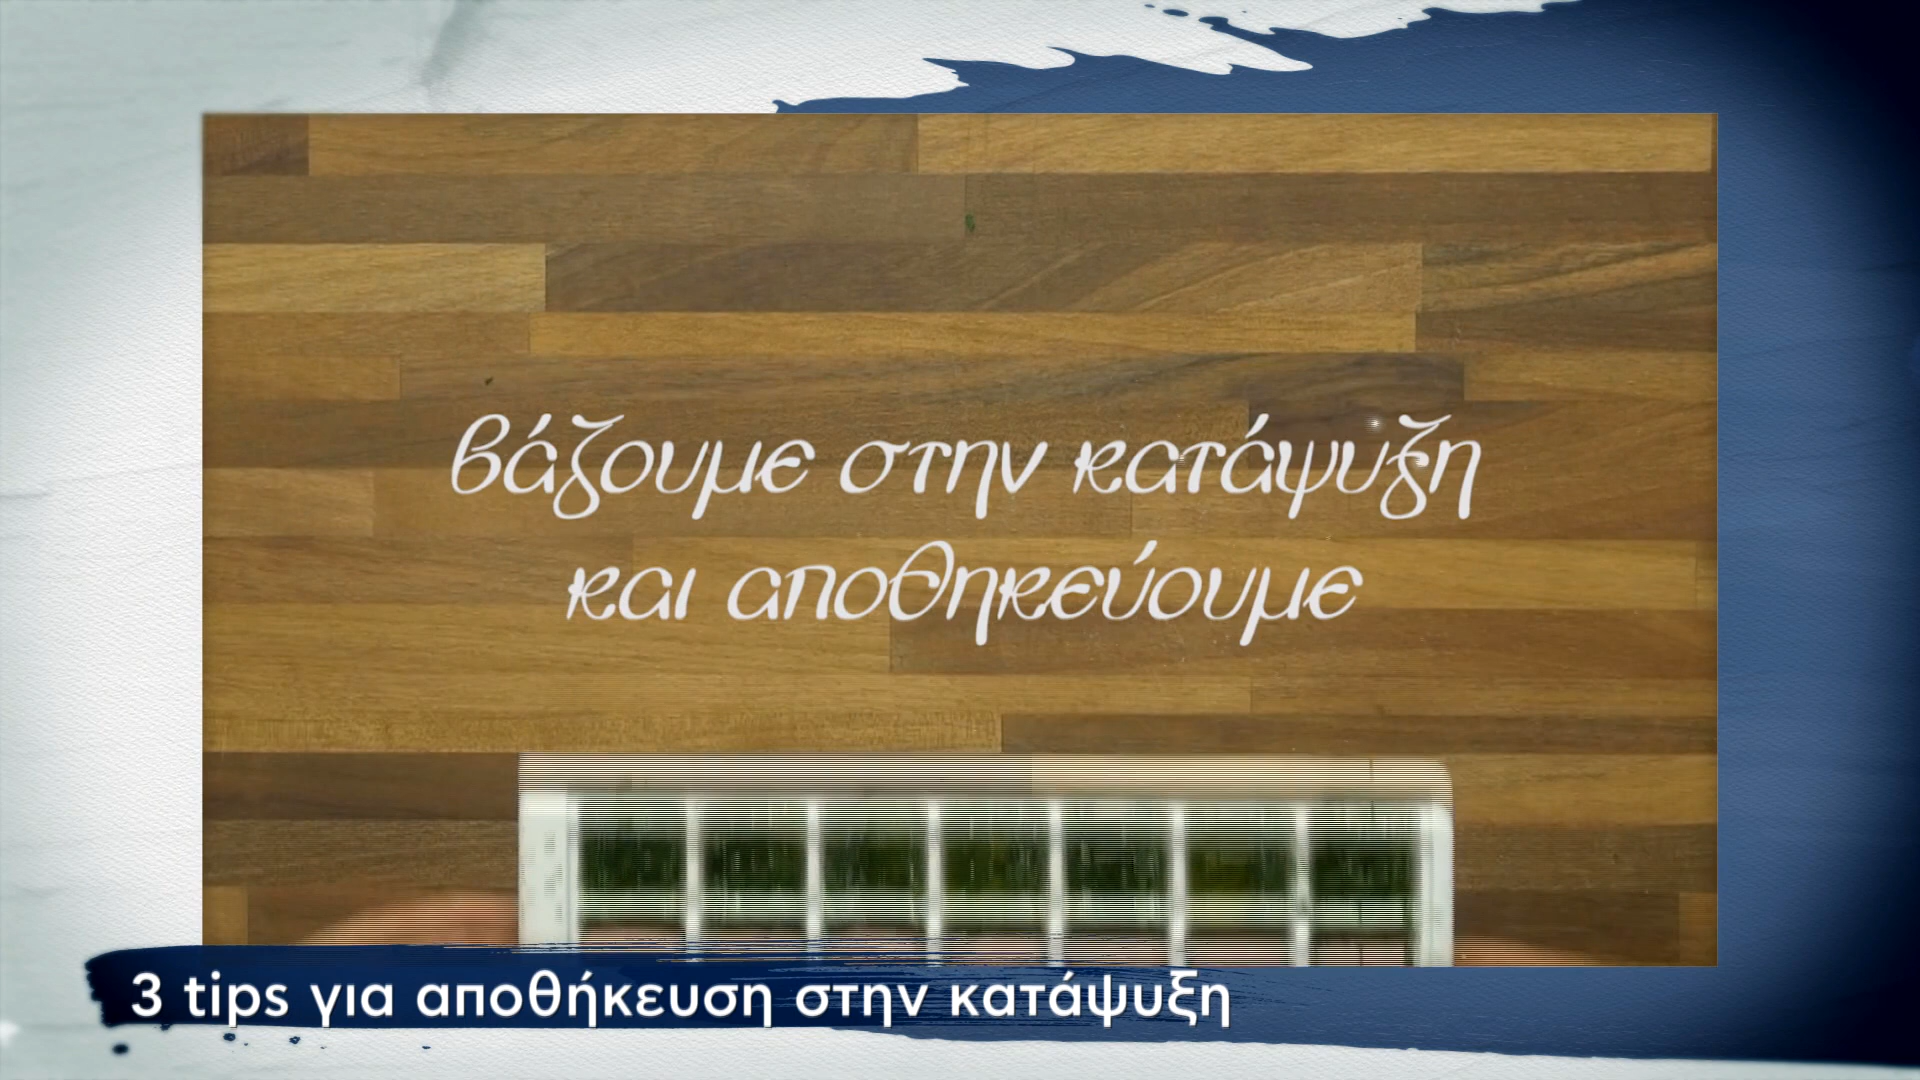 βάζουμε στην κατάψυξη
και αποθηκεύουμε
3 tips για αποθήκευση στην κατάψυξη